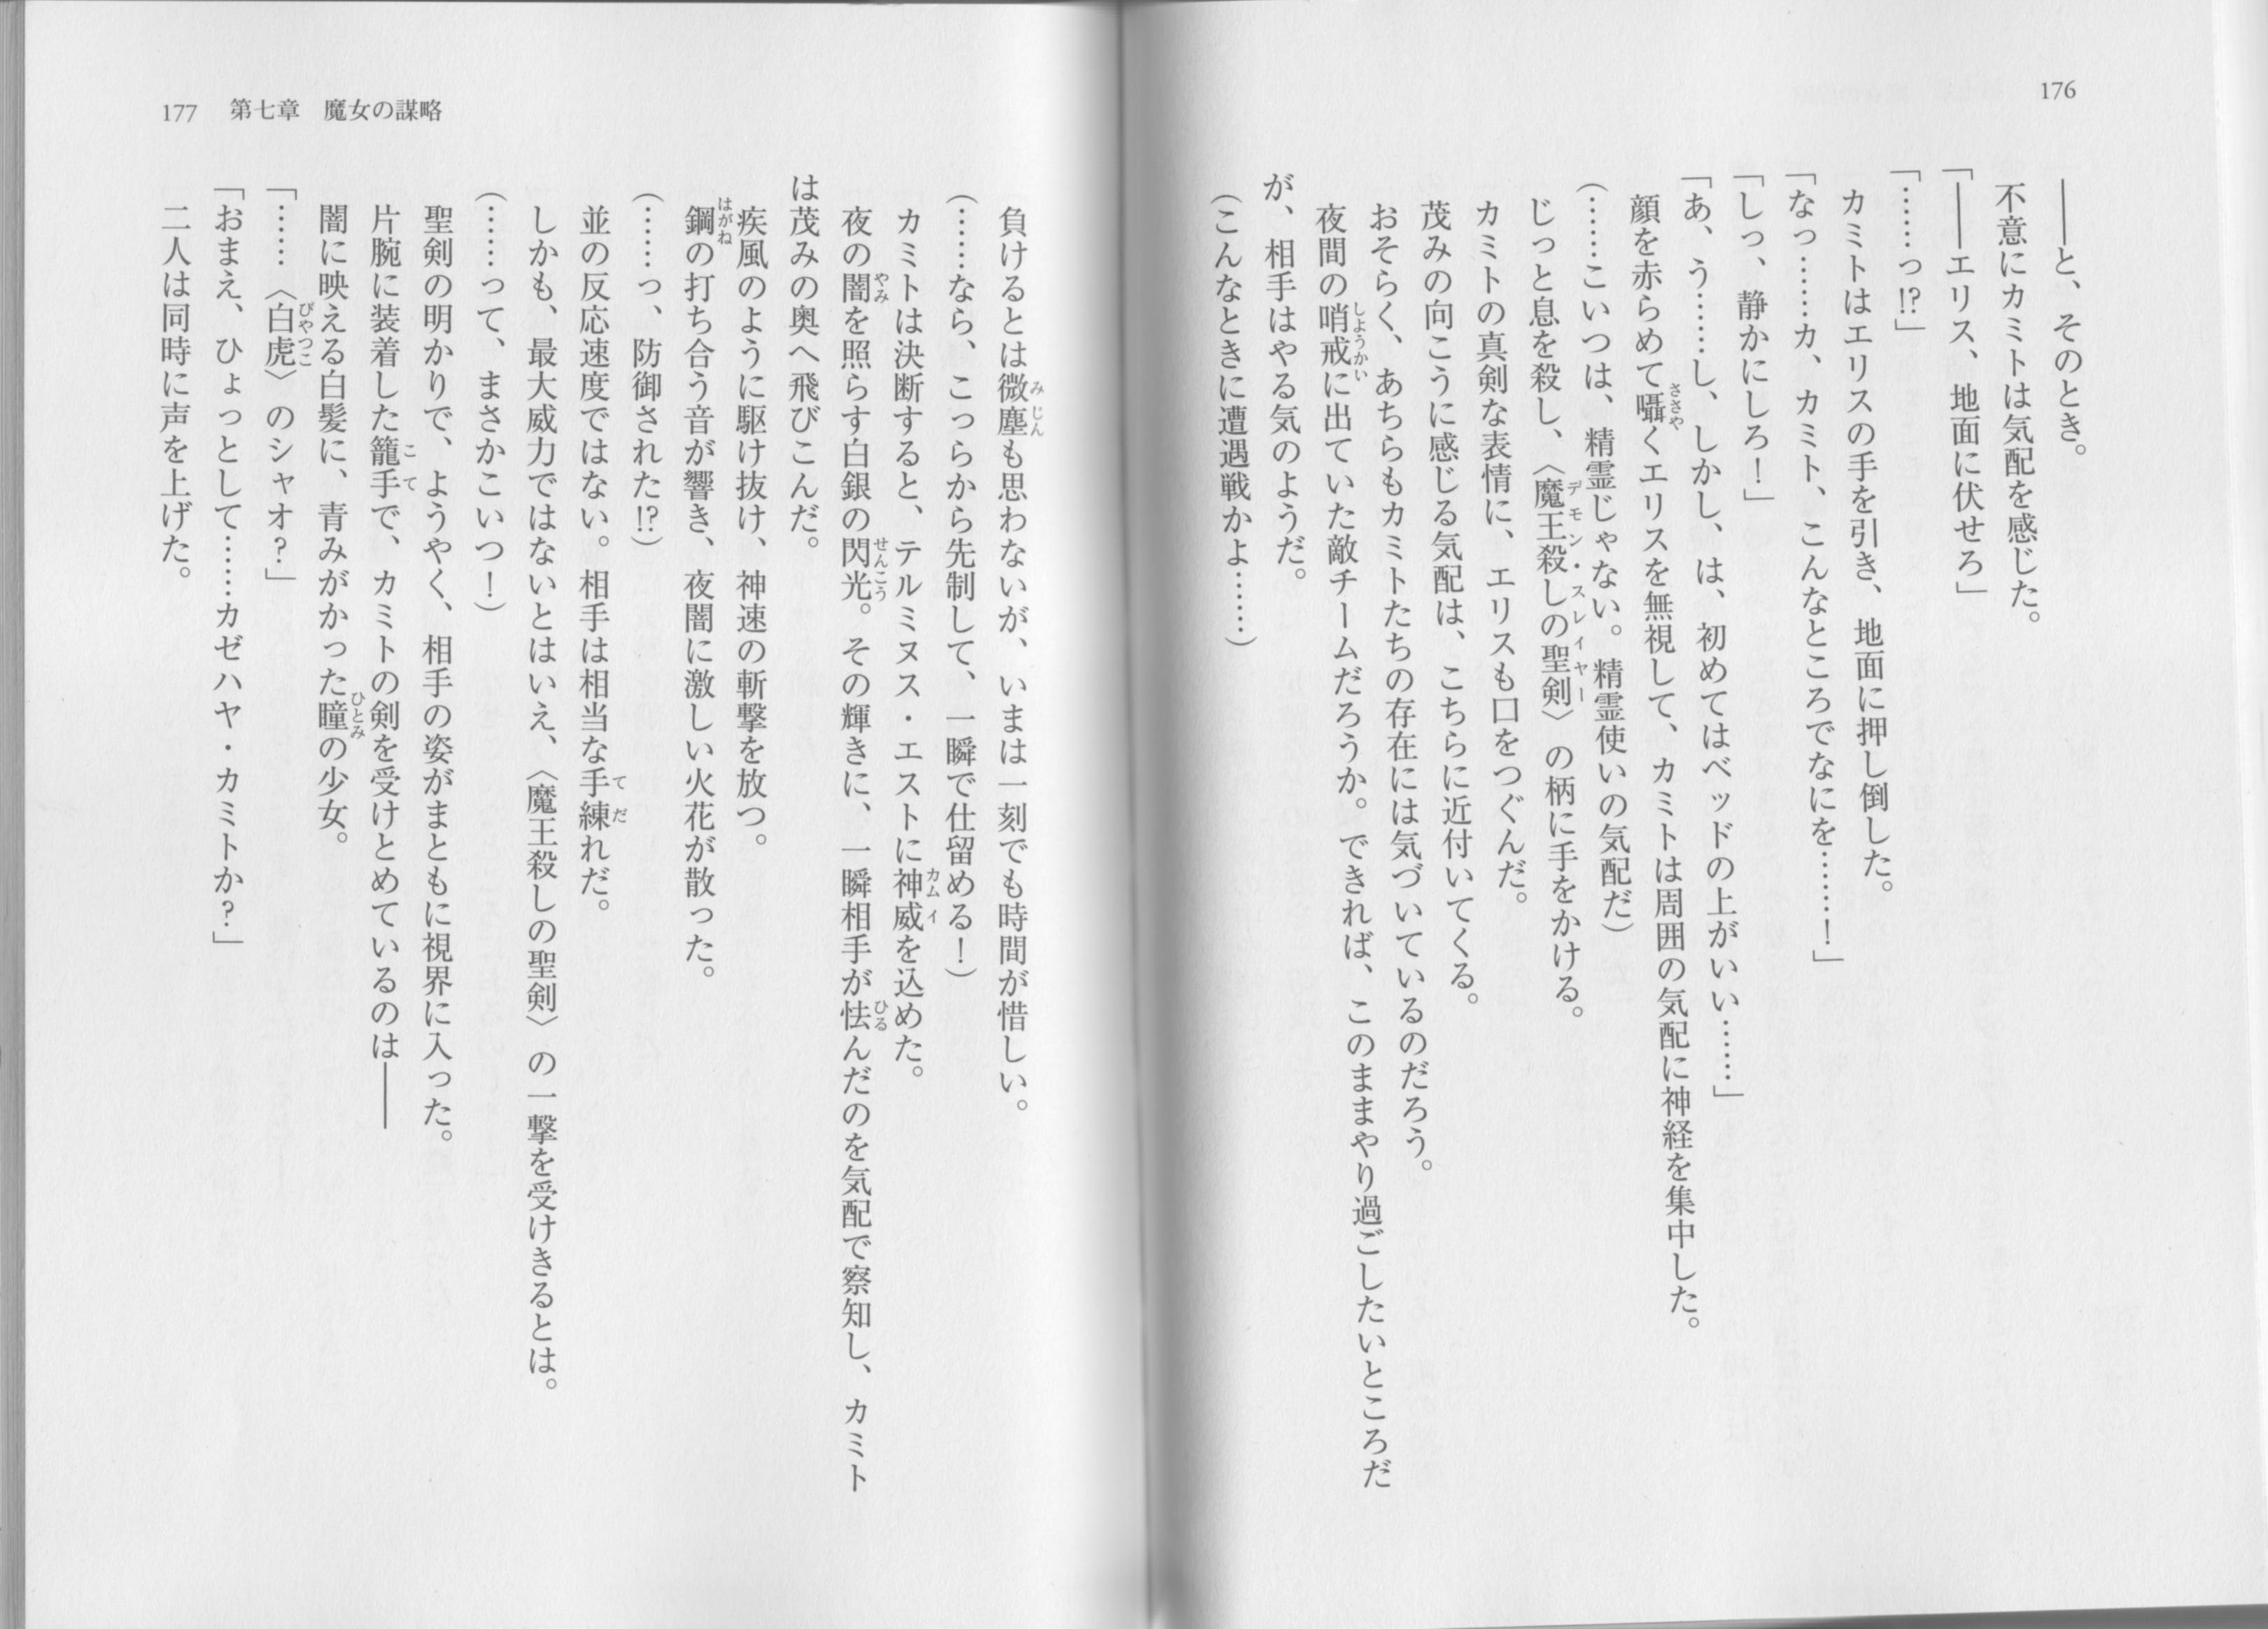 176
――と、そのとき。
不意にカミトは気配を感じた。
「――エリス、地面に伏せろ」
「……っ!?」
カミトはエリスの手を引き、地面に押し倒した。
「なっ……カ、カミト、こんなところでなにを……！」
「しっ、静かにしろ！」
「あ、う……し、しかし、は、初めてはベッドの上がいい……」
顔を赤らめて囁くエリスを無視して、カミトは周囲の気配に神経を集中した。
（……こいつは、精霊じゃない。精霊使いの気配だ）
じっと息を殺し、〈魔王殺しの聖剣〉の柄に手をかける。
カミトの真剣な表情に、エリスも口をつぐんだ。
茂みの向こうに感じる気配は、こちらに近付いてくる。
おそらく、あちらもカミトたちの存在には気づいているのだろう。
夜間の哨戒に出ていた敵チームだろうか。できれば、このままやり過ごしたいところだ
が、相手はやる気のようだ。
（こんなときに遭遇戦かよ……）
177 第七章　魔女の謀略
負けるとは微塵も思わないが、いまは一刻でも時間が惜しい。
（……なら、こっらから先制して、一瞬で仕留める！）
カミトは決断すると、テルミヌス・エストに神威を込めた。
夜の闇を照らす白銀の閃光。その輝きに、一瞬相手が怯んだのを気配で察知し、カミト
は茂みの奥へ飛びこんだ。
疾風のように駆け抜け、神速の斬撃を放つ。
鋼の打ち合う音が響き、夜闇に激しい火花が散った。
（……っ、防御された!?）
並の反応速度ではない。相手は相当な手練れだ。
しかも、最大威力ではないとはいえ、〈魔王殺しの聖剣〉の一撃を受けきるとは。
（……って、まさかこいつ！）
聖剣の明かりで、ようやく、相手の姿がまともに視界に入った。
片腕に装着した籠手で、カミトの剣を受けとめているのは――
闇に映える白髪に、青みがかった瞳の少女。
「……〈白虎〉のシャオ？」
「おまえ、ひょっとして……カゼハヤ・カミトか？」
二人は同時に声を上げた。